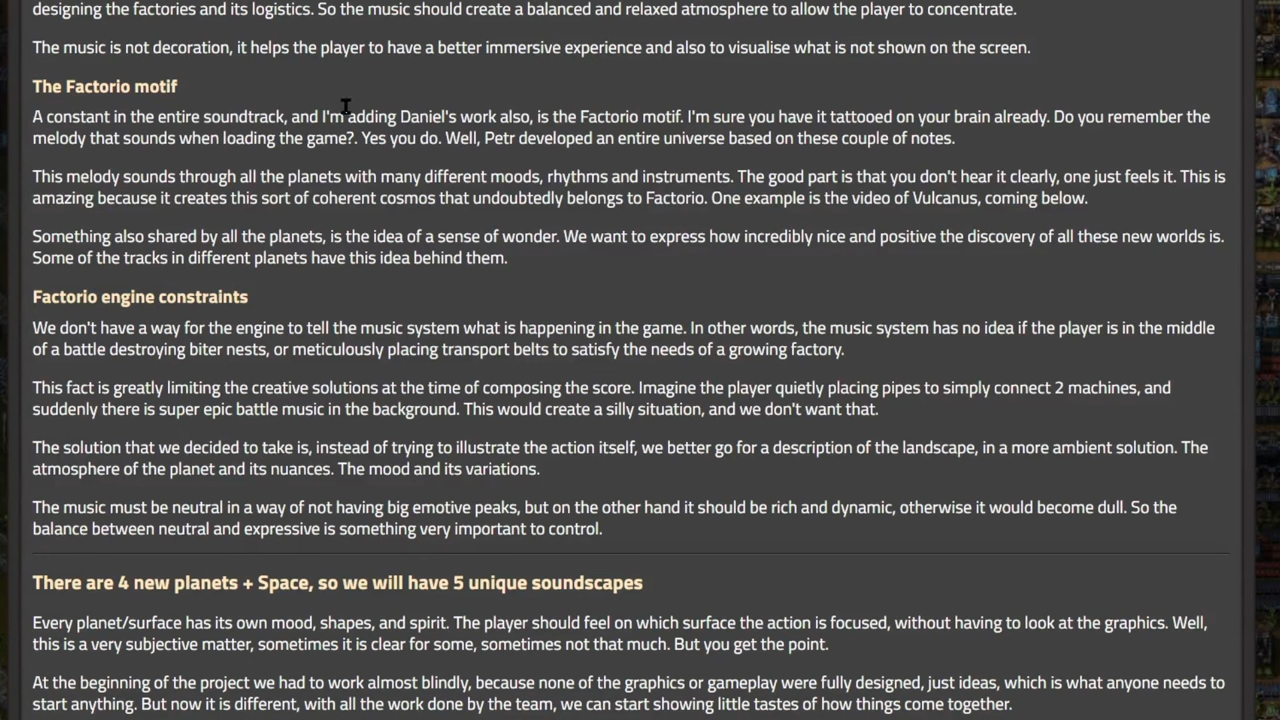 designing the factories and its logistics. So the music should create a balanced and relaxed atmosphere to allow the player to concentrate.
The music is not decoration, it helps the player to have a better immersive experience and also to visualise what is not shown on the screen.
The Factorio motif
A constant in the entire soundtrack, and I'm adding Daniel's work also, is the Factorio motif. I'm sure you have it tattooed on your brain already. Do you remember the
melody that sounds when loading the game?. Yes you do. Well, Petr developed an entire universe based on these couple of notes.
This melody sounds through all the planets with many different moods, rhythms and instruments. The good part is that you don't hear it clearly, one just feels it. This is
amazing because it creates this sort of coherent cosmos that undoubtedly belongs to Factorio. One example is the video of Vulcanus, coming below.
Something also shared by all the planets, is the idea of a sense of wonder. We want to express how incredibly nice and positive the discovery of all these new worlds is.
Some of the tracks in different planets have this idea behind them.
Factorio engine constraints
We don't have a way for the engine to tell the music system what is happening in the game. In other words, the music system has no idea if the player is in the middle
of a battle destroying biter nests, or meticulously placing transport belts to satisfy the needs of a growing factory.
This fact is greatly limiting the creative solutions at the time of composing the score. Imagine the player quietly placing pipes to simply connect 2 machines, and
suddenly there is super epic battle music in the background. This would create a silly situation, and we don't want that.
The solution that we decided to take is, instead of trying to illustrate the action itself, we better go for a description of the landscape, in a more ambient solution. The
atmosphere of the planet and its nuances. The mood and its variations.
The music must be neutral in a way of not having big emotive peaks, but on the other hand it should be rich and dynamic, otherwise it would become dull. So the
balance between neutral and expressive is something very important to control.
There are 4 new planets + Space, so we will have 5 unique soundscapes
Every planet/surface has its own mood, shapes, and spirit. The player should feel on which surface the action is focused, without having to look at the graphics. Well,
this is a very subjective matter, sometimes it is clear for some, sometimes not that much. But you get the point.
At the beginning of the project we had to work almost blindly, because none of the graphics or gameplay were fully designed, just ideas, which is what anyone needs to
start anything. But now it is different, with all the work done by the team, we can start showing little tastes of how things come together.